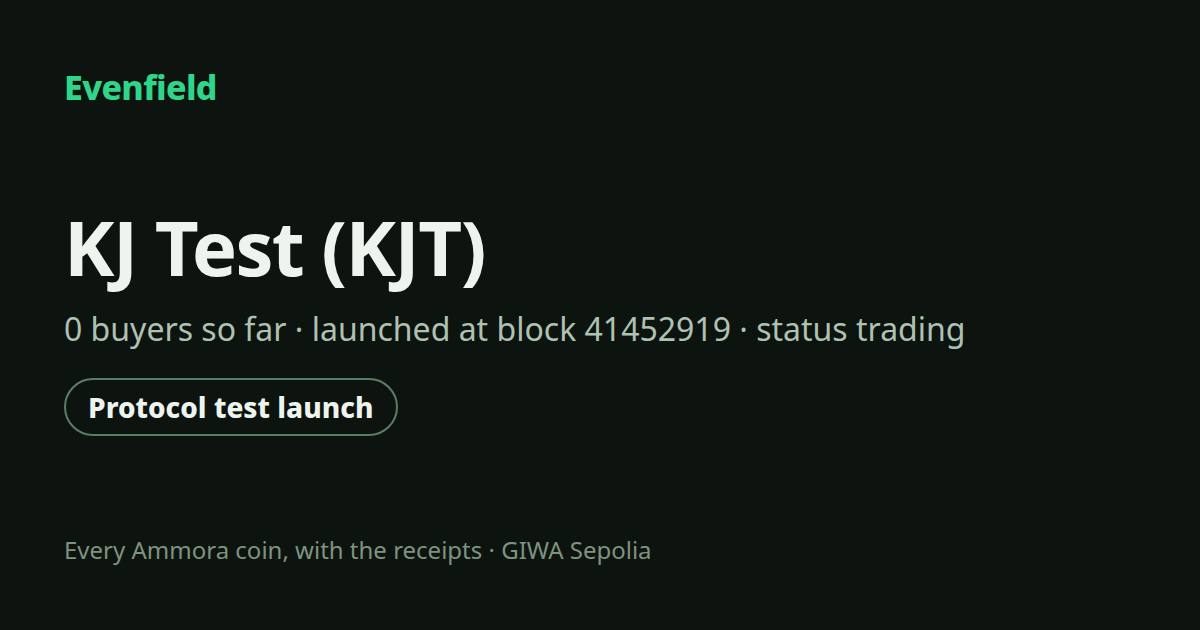 Evenfield
KJ Test (KJT)
0 buyers so far · launched at block 41452919 · status trading
Protocol test launch
Every Ammora coin, with the receipts · GIWA Sepolia